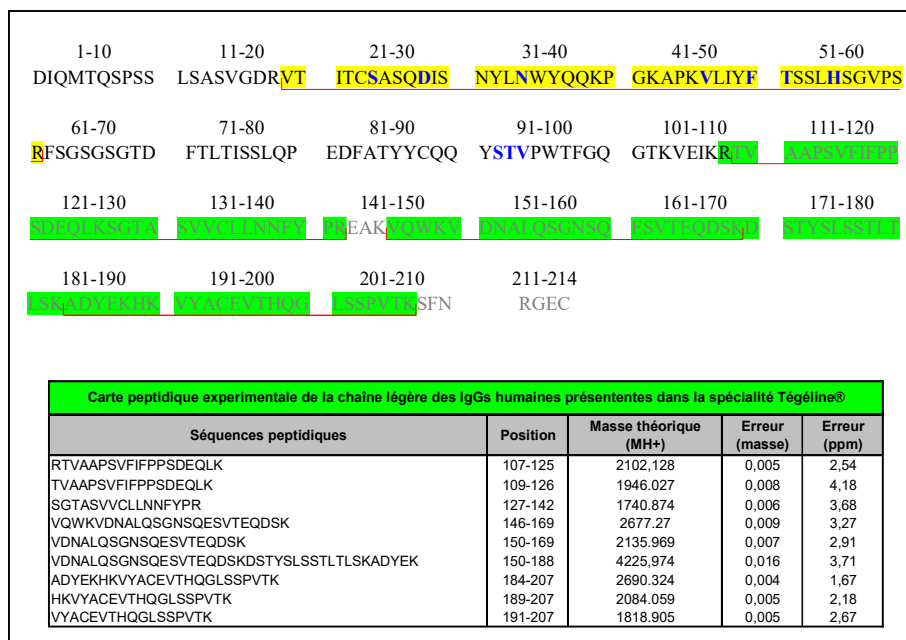 1-10 11-20 21-30 31-40 41-50 51-60
DIQMTQSPSS LSASVGDRVT ITCSASQDIS NYLNWYQQKP GKAPKVLIYF TSSLHSGVPS
61-70 71-80 81-90 91-100 101-110 111-120
RFSGSGSGTD FTLTISSLQP EDFATYYCQQ YSTVPWTFGQ GTKVEIKRTV AAPSVFIFPP
121-130 131-140 141-150 151-160 161-170 171-180
SDEQLKSGTA SVVCLLNNFY PREAKVQWKV DNALQSGNSQ ESVTEQDSKD STYSLSSTLT
181-190 191-200 201-210 211-214
LSKADYEKHK VYACEVTHQG LSSPVTKSFN RGEC
Carte peptidique experimentale de la chaîne légère des IgGs humaines présententes dans la spécialité Tégéline®
Séquences peptidiques Position Masse théorique (MH+) Erreur (masse) Erreur (ppm)
RTVAAPSVFIFPPSDEQLK 107-125 2102,128 0,005 2,54
TVAAPSVFIFPPSDEQLK 109-126 1946.027 0,008 4,18
SGTASVVCLLNNFYPR 127-142 1740.874 0,006 3,68
VQWKVDNALQSGNSQESVTEQDSK 146-169 2677.27 0,009 3,27
VDNALQSGNSQESVTEQDSK 150-169 2135.969 0,007 2,91
VDNALQSGNSQESVTEQDSKDSTYSLSSTLTLSKADYEK 150-188 4225,974 0,016 3,71
ADYEKHKVYACEVTHQGLSSPVTK 184-207 2690.324 0,004 1,67
HKVYACEVTHQGLSSPVTK 189-207 2084.059 0,005 2,18
VYACEVTHQGLSSPVTK 191-207 1818.905 0,005 2,67